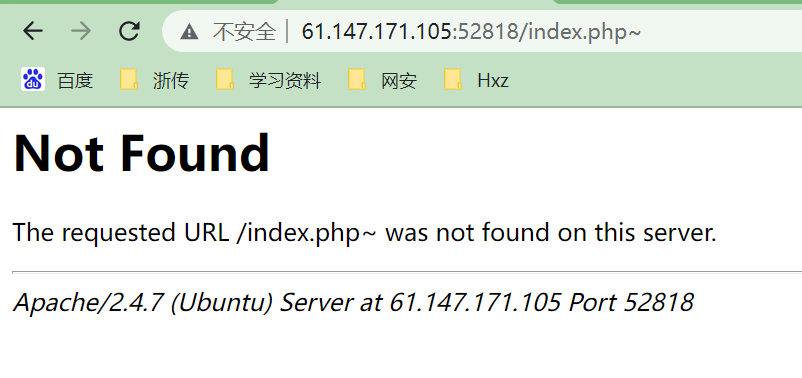 不安全 61.147.171.105:52818/index.php~
du 百度 浙传 学习资料 网安 Hxz
Not Found
The requested URL /index.php~ was not found on this server.
Apache/2.4.7 (Ubuntu) Server at 61.147.171.105 Port 52818